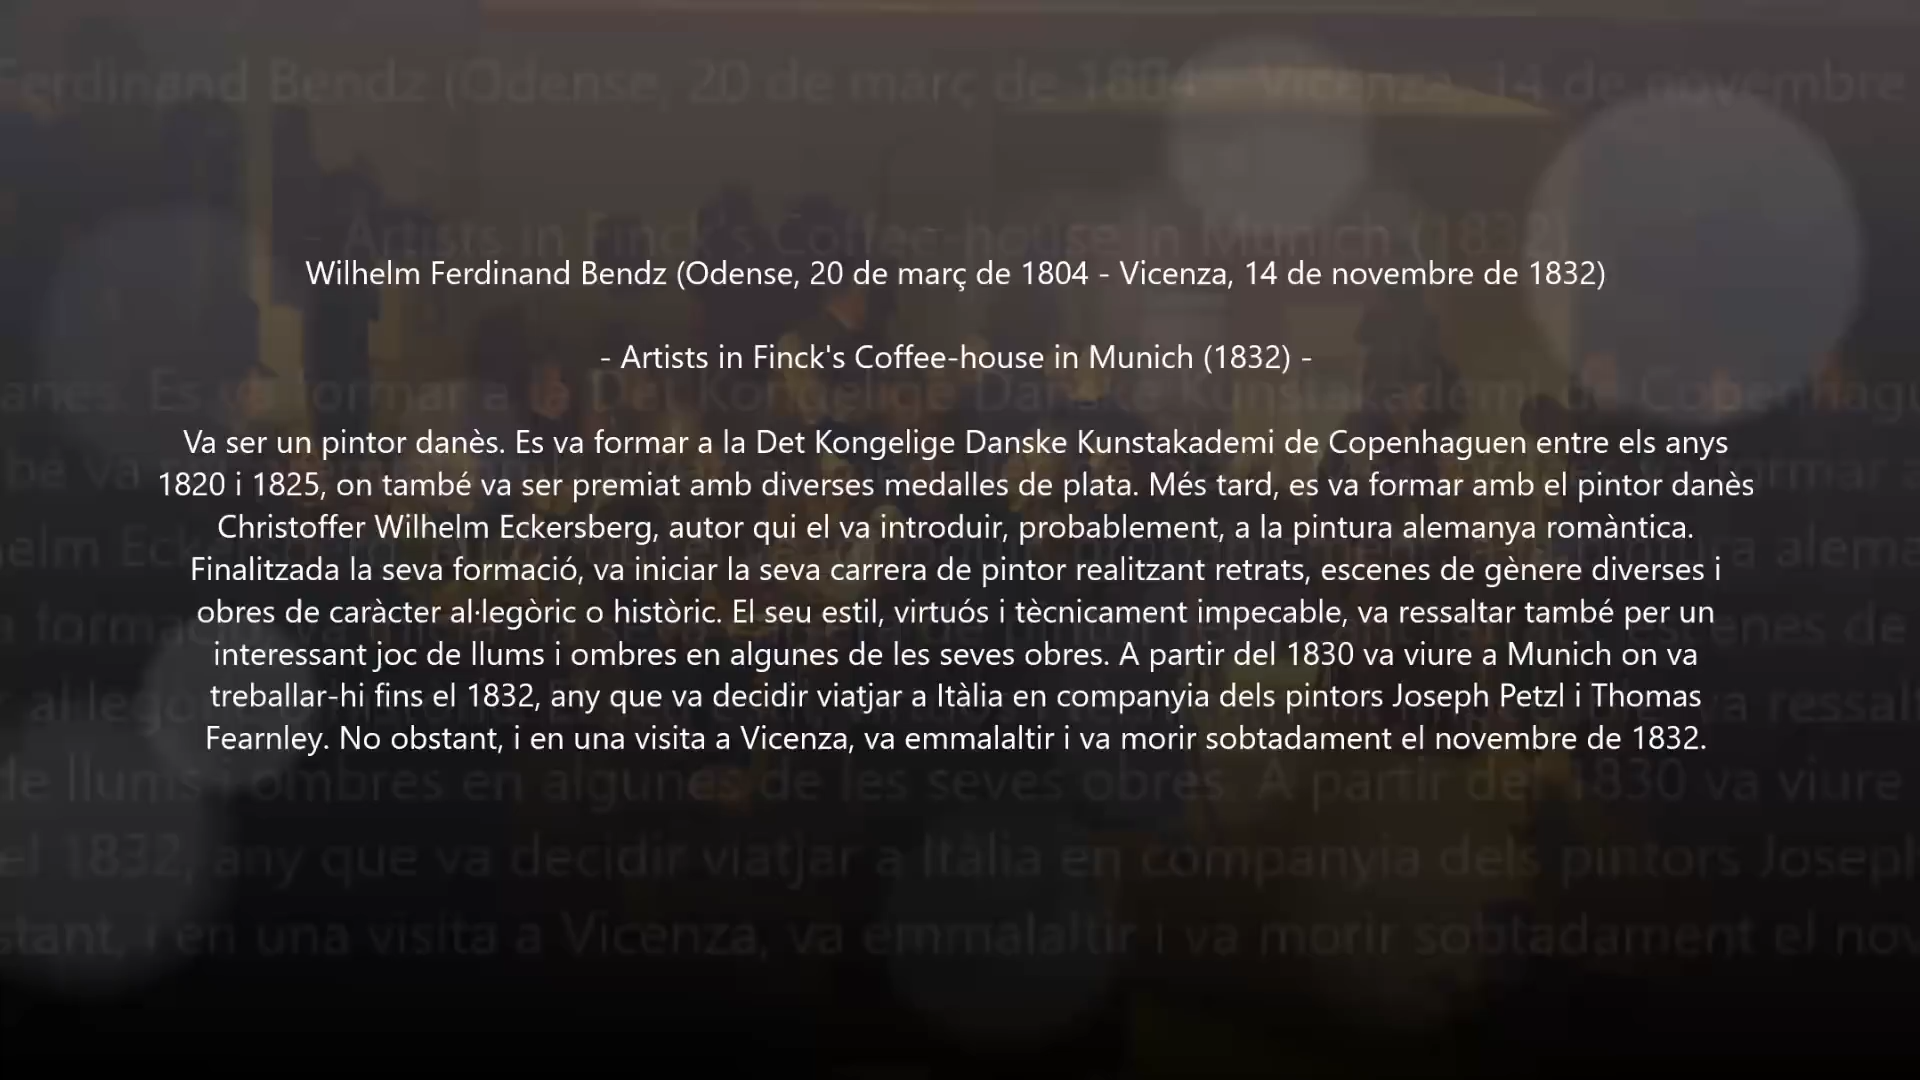 Wilhelm Ferdinand Bendz (Odense, 20 de març de 1804 - Vicenza, 14 de novembre de 1832)
- Artists in Finck's Coffee-house in Munich (1832) -
Va ser un pintor danès. Es va formar a la Det Kongelige Danske Kunstakademi de Copenhaguen entre els anys
1820 i 1825, on també va ser premiat amb diverses medalles de plata. Més tard, es va formar amb el pintor danès
Christoffer Wilhelm Eckersberg, autor qui el va introduir, probablement, a la pintura alemanya romàntica.
Finalitzada la seva formació, va iniciar la seva carrera de pintor realitzant retrats, escenes de gènere diverses i
obres de caràcter al·legòric o històric. El seu estil, virtuós i tècnicament impecable, va ressaltar també per un
interessant joc de llums i ombres en algunes de les seves obres. A partir del 1830 va viure a Munich on va
treballar-hi fins el 1832, any que va decidir viatjar a Itàlia en companyia dels pintors Joseph Petzl i Thomas
Fearnley. No obstant, i en una visita a Vicenza, va emmalaltir i va morir sobtadament el novembre de 1832.